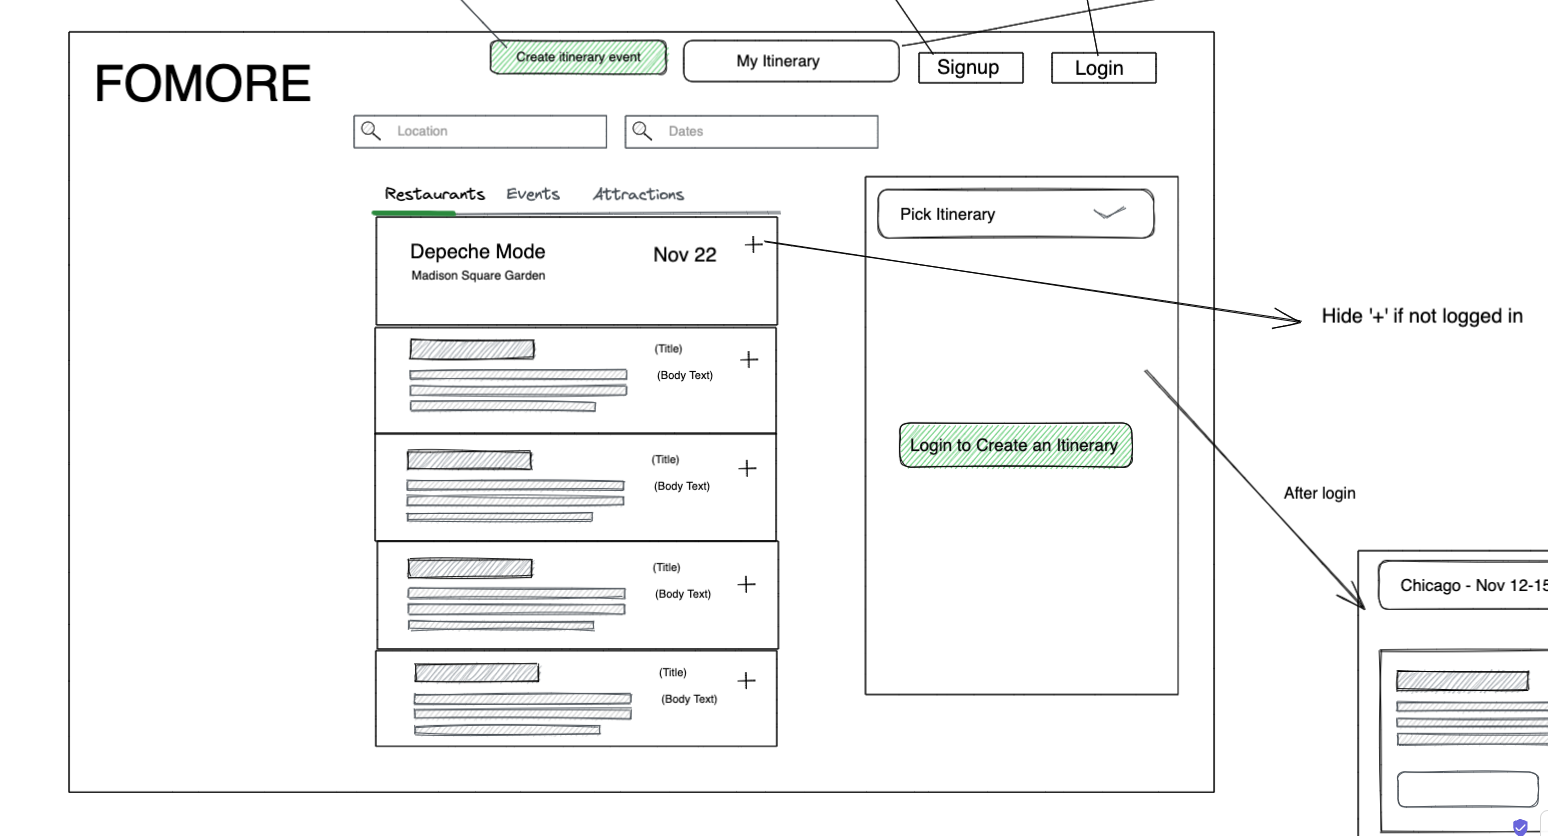 Create itinerary event
My Itinerary
Signup
Login
FOMORE
Location
Dates
Restaurants
Events
Attractions
Pick Itinerary
Depeche Mode
Nov 22
Madison Square Garden
Hide '+' if not logged in
(Title)
(Body Text)
Login to Create an Itinerary
(Title)
(Body Text)
After login
(Title)
(Body Text)
Chicago - Nov 12-15
(Title)
(Body Text)